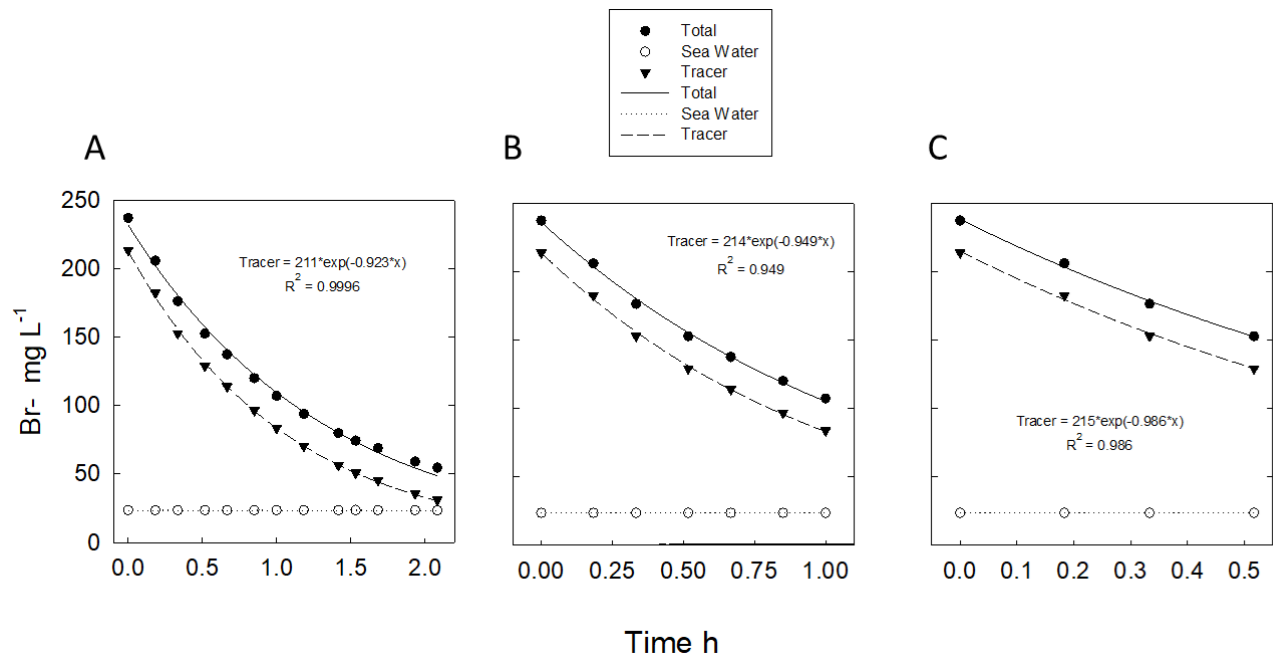 Total
Sea Water
Tracer
Total
Sea Water
Tracer
A
B
C
Br- mg L-1
250
200
150
100
50
0
Tracer = 211*exp(-0.923*x)
R2 = 0.9996
Tracer = 214*exp(-0.949*x)
R2 = 0.949
Tracer = 215*exp(-0.986*x)
R2 = 0.986
0.0 0.5 1.0 1.5 2.0
0.00 0.25 0.50 0.75 1.00
0.0 0.1 0.2 0.3 0.4 0.5
Time h